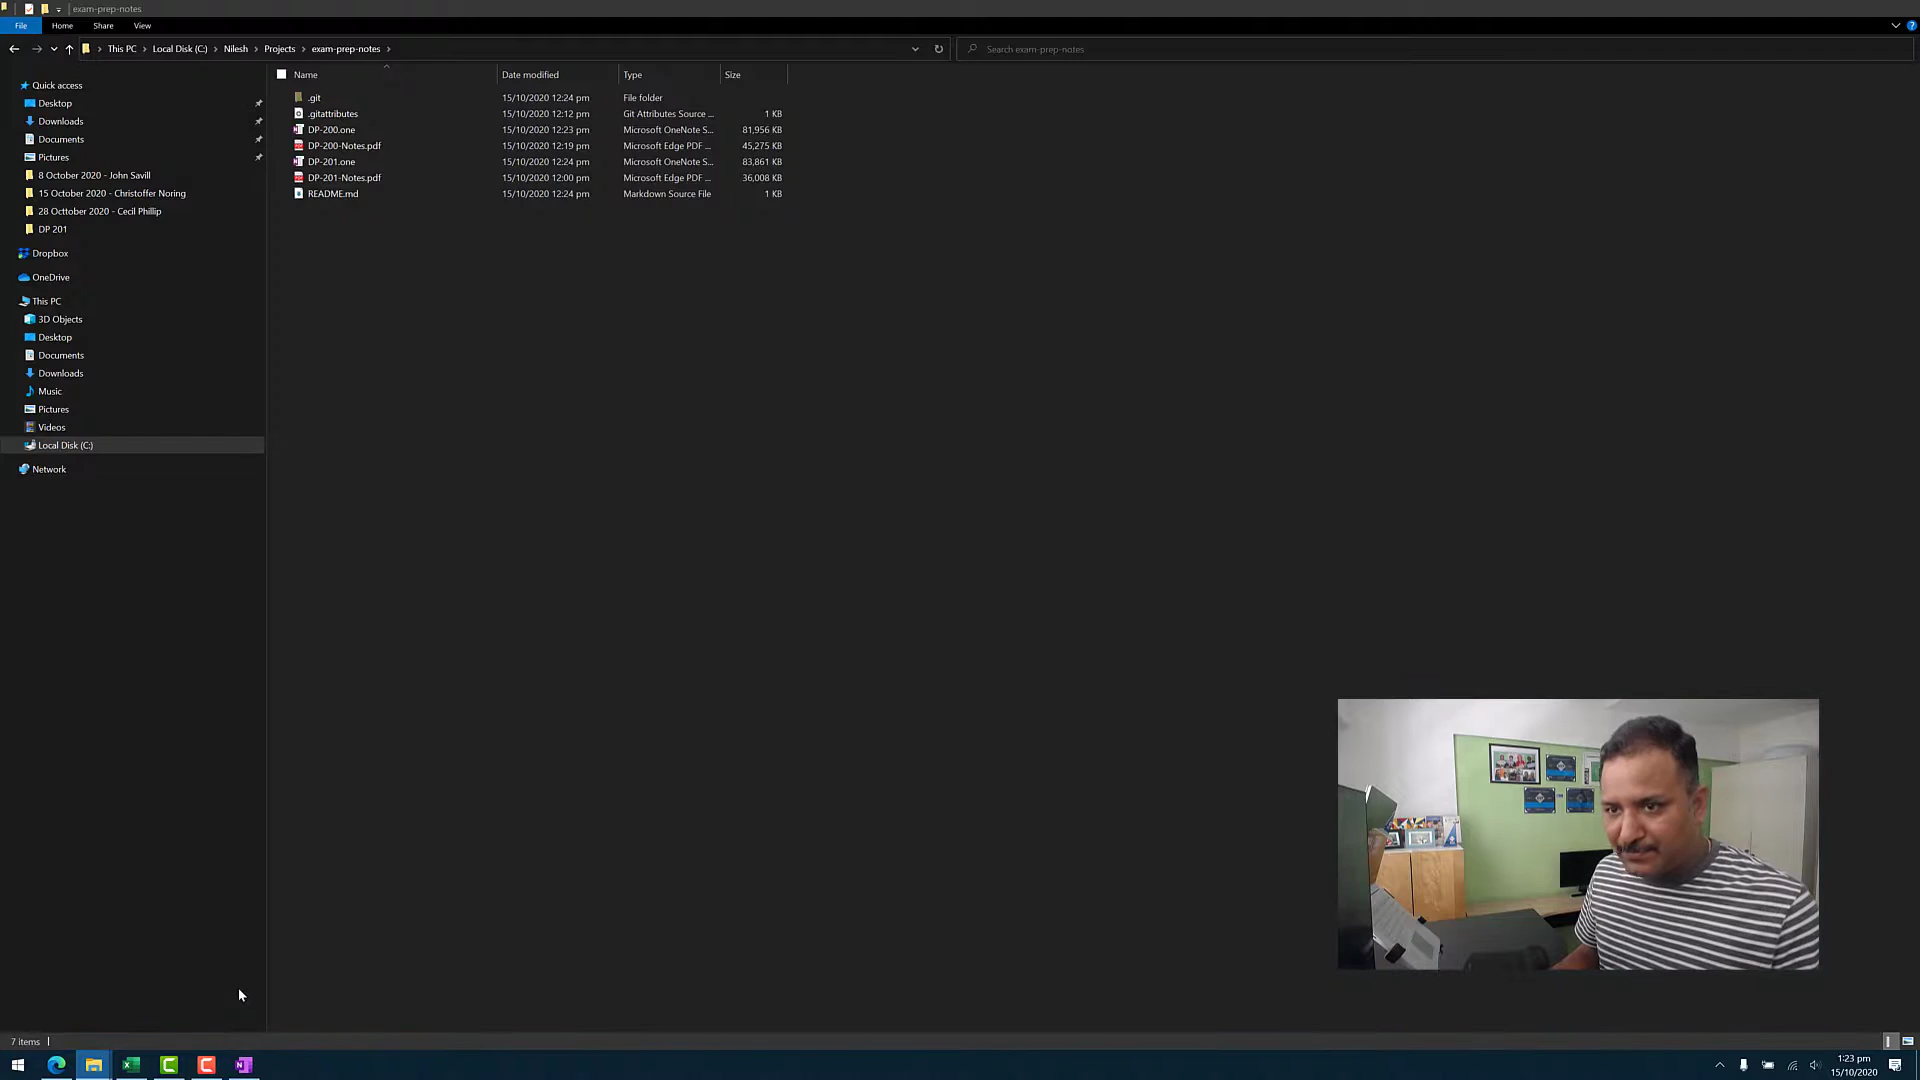 exam-prep-notes
File Home Share View
This PC Local Disk (C:) Nilesh Projects exam-prep-notes
Search exam-prep-notes
Name Date modified Type Size
.git 15/10/2020 12:24 pm File folder
.gitattributes 15/10/2020 12:12 pm Git Attributes Source ... 1 KB
DP-200.one 15/10/2020 12:23 pm Microsoft OneNote S... 81,956 KB
DP-200-Notes.pdf 15/10/2020 12:19 pm Microsoft Edge PDF ... 45,275 KB
DP-201.one 15/10/2020 12:24 pm Microsoft OneNote S... 83,861 KB
DP-201-Notes.pdf 15/10/2020 12:00 pm Microsoft Edge PDF ... 36,008 KB
README.md 15/10/2020 12:24 pm Markdown Source File 1 KB
Quick access
Desktop
Downloads
Documents
Pictures
8 October 2020 - John Savill
15 October 2020 - Christoffer Noring
28 Octtober 2020 - Cecil Phillip
DP 201
Dropbox
OneDrive
This PC
3D Objects
Desktop
Documents
Downloads
Music
Pictures
Videos
Local Disk (C:)
Network
7 items
1:23 pm
15/10/2020